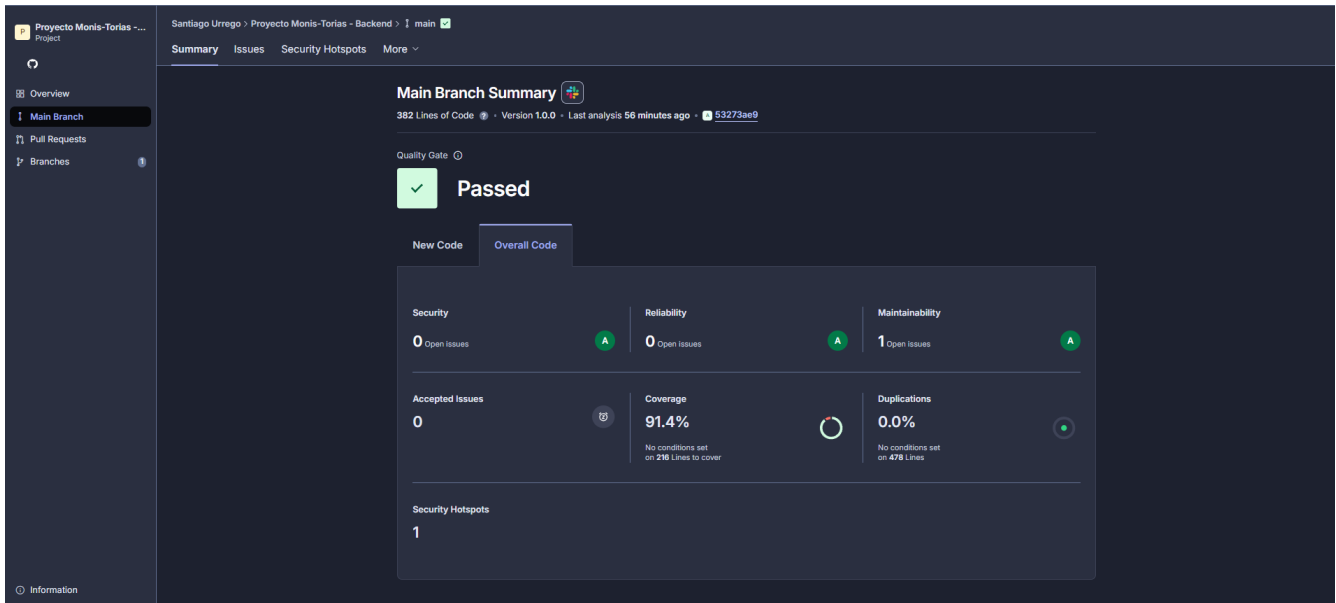 P
Proyecto Monis-Torias -...
Project
Overview
Main Branch
Pull Requests
Branches 1
Information
Santiago Urrego > Proyecto Monis-Torias - Backend > main
Summary Issues Security Hotspots More
Main Branch Summary
382 Lines of Code ? • Version 1.0.0 • Last analysis 56 minutes ago • 53273ae9
Quality Gate
Passed
New Code Overall Code
Security Reliability Maintainability
0 Open issues A 0 Open issues A 1 Open issues A
Accepted Issues Coverage Duplications
0 91.4% 0.0%
No conditions set No conditions set
on 216 Lines to cover on 478 Lines
Security Hotspots
1